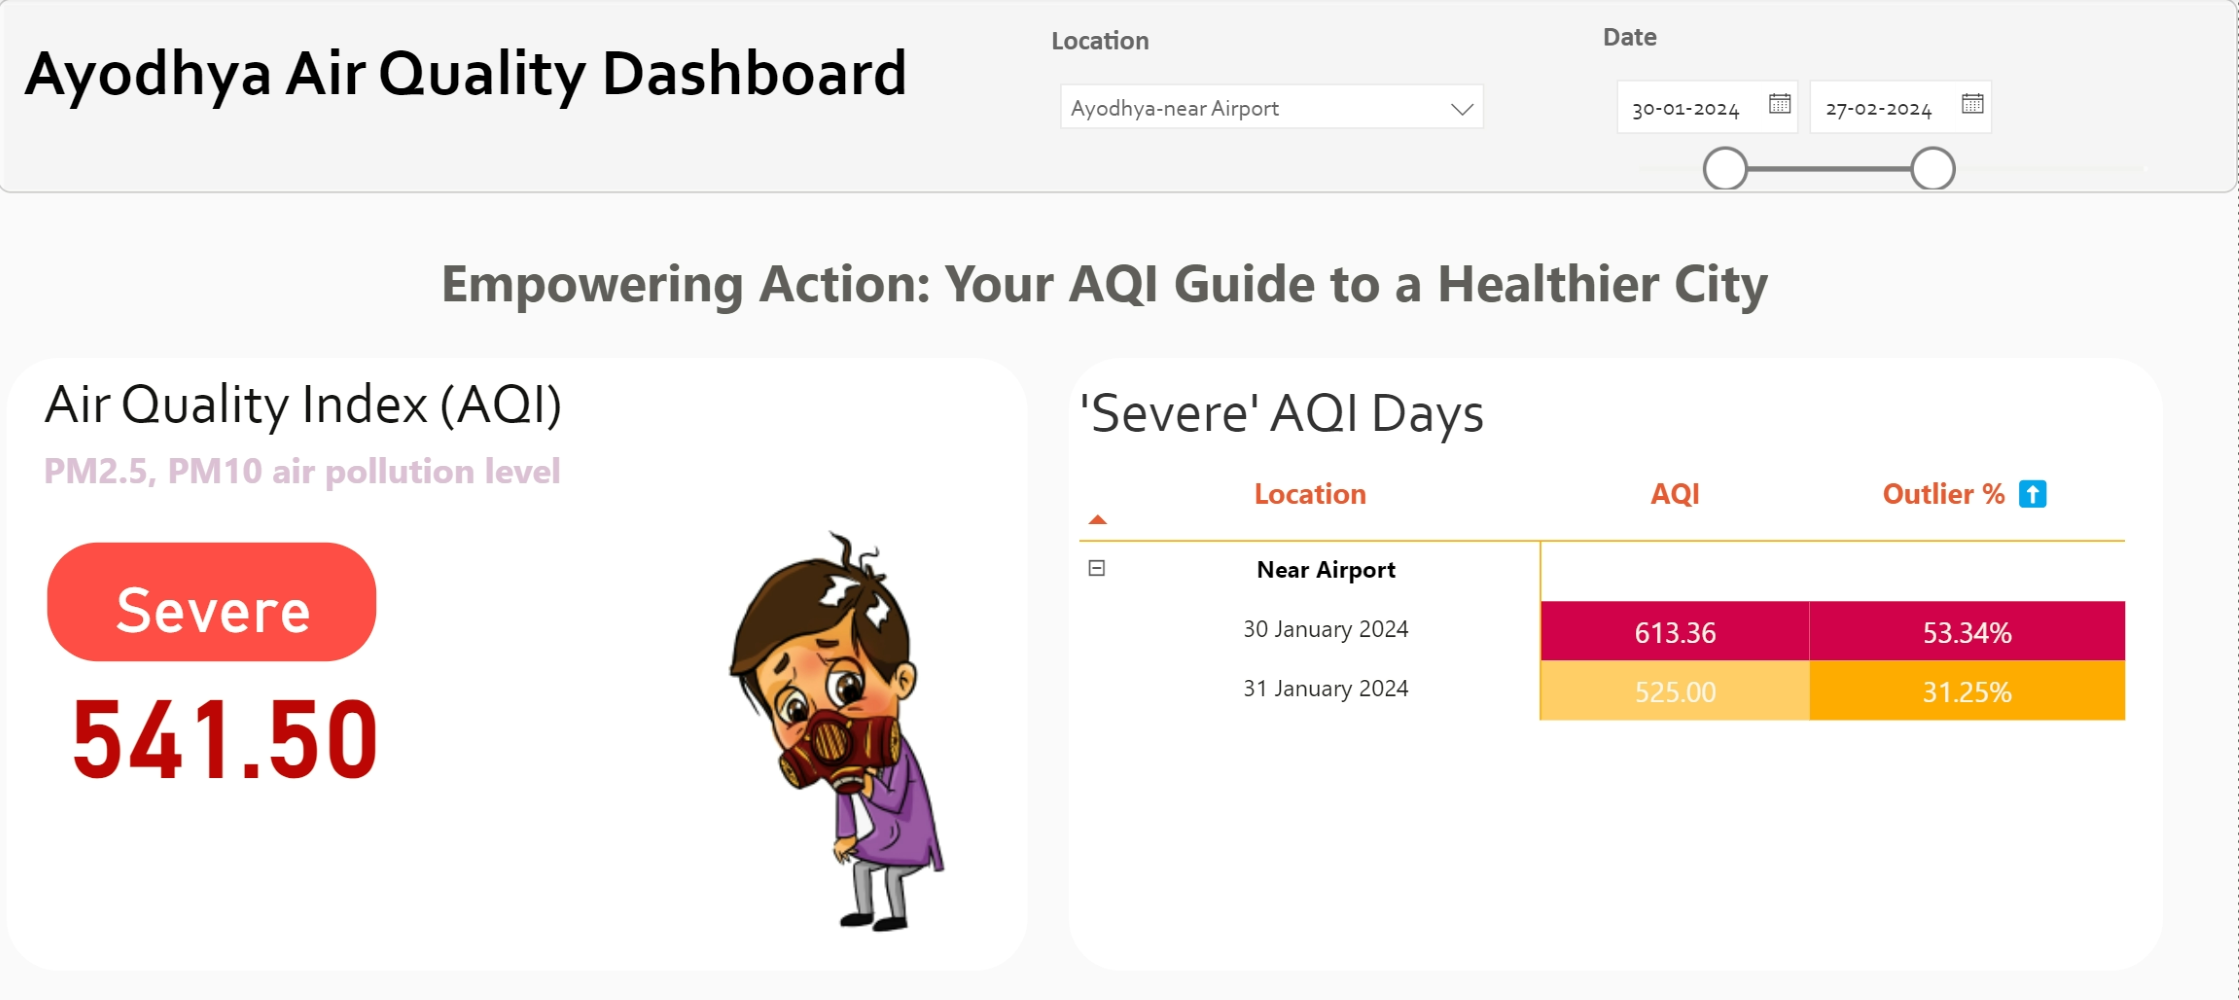 Ayodhya Air Quality Dashboard
Location
Ayodhya-near Airport
Date
30-01-2024 27-02-2024
Empowering Action: Your AQI Guide to a Healthier City
Air Quality Index (AQI)
PM2.5, PM10 air pollution level
Severe
541.50
'Severe' AQI Days
Location AQI Outlier %
Near Airport
30 January 2024 613.36 53.34%
31 January 2024 525.00 31.25%